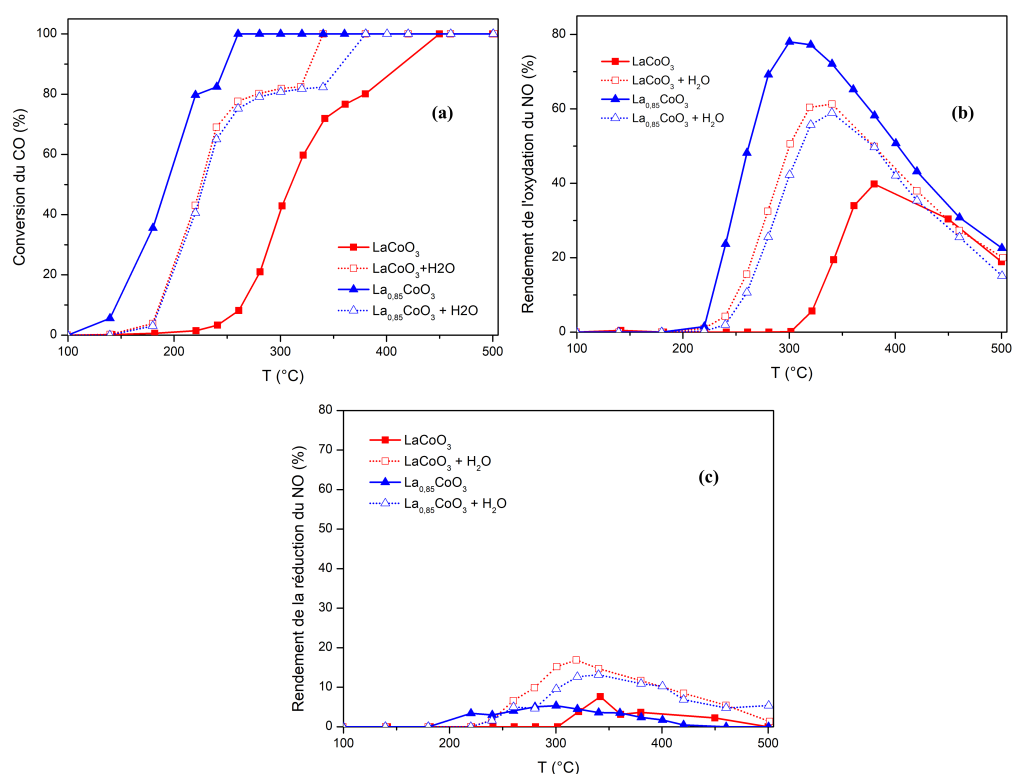 Conversion du CO (%)
100
80
60
40
20
0
(a)
LaCoO3
LaCoO3+H2O
La0,85CoO3
La0,85CoO3 + H2O
100 200 300 400 500
T (°C)
Rendement de l'oxydation du NO (%)
80
60
40
20
0
LaCoO3
LaCoO3 + H2O
La0,85CoO3
La0,85CoO3 + H2O
(b)
100 200 300 400 500
T (°C)
Rendement de la réduction du NO (%)
80
70
60
50
40
30
20
10
0
LaCoO3
LaCoO3 + H2O
La0,85CoO3
La0,85CoO3 + H2O
(c)
100 200 300 400 500
T (°C)